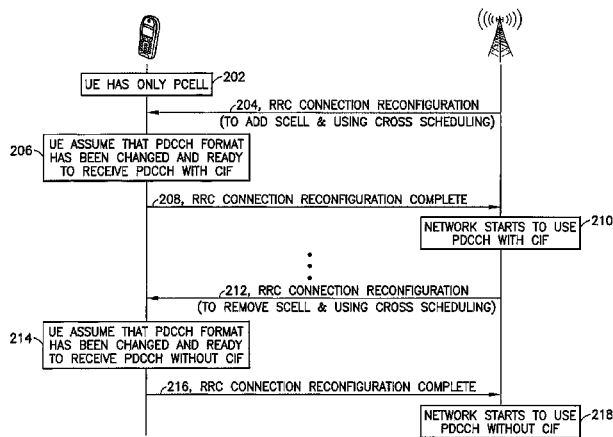 UE HAS ONLY PCELL
202
204, RRC CONNECTION RECONFIGURATION
(TO ADD SCELL & USING CROSS SCHEDULING)
206
UE ASSUME THAT PDCCH FORMAT
HAS BEEN CHANGED AND READY
TO RECEIVE PDCCH WITH CIF
208, RRC CONNECTION RECONFIGURATION COMPLETE
210
NETWORK STARTS TO USE
PDCCH WITH CIF
212, RRC CONNECTION RECONFIGURATION
(TO REMOVE SCELL & USING CROSS SCHEDULING)
214
UE ASSUME THAT PDCCH FORMAT
HAS BEEN CHANGED AND READY
TO RECEIVE PDCCH WITHOUT CIF
216, RRC CONNECTION RECONFIGURATION COMPLETE
218
NETWORK STARTS TO USE
PDCCH WITHOUT CIF